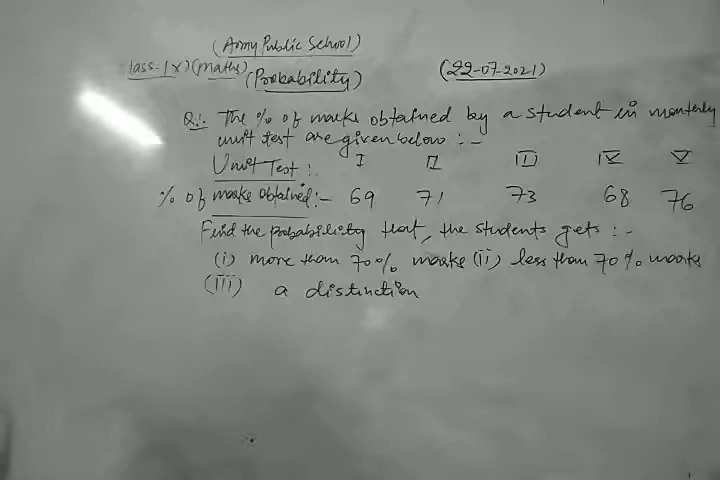 (Army Public School)
lass-IX) (maths) (Probability) (22-07-2021)
Q.1. The % of marks obtained by a student in monthly
unit test are given below :-
Unit Test :. I II III IV V
% of marks obtained :- 69 71 73 68 76
Find the probability that, the students gets :-
(i) more than 70% marks (ii) less than 70% marks
(iii) a distinction